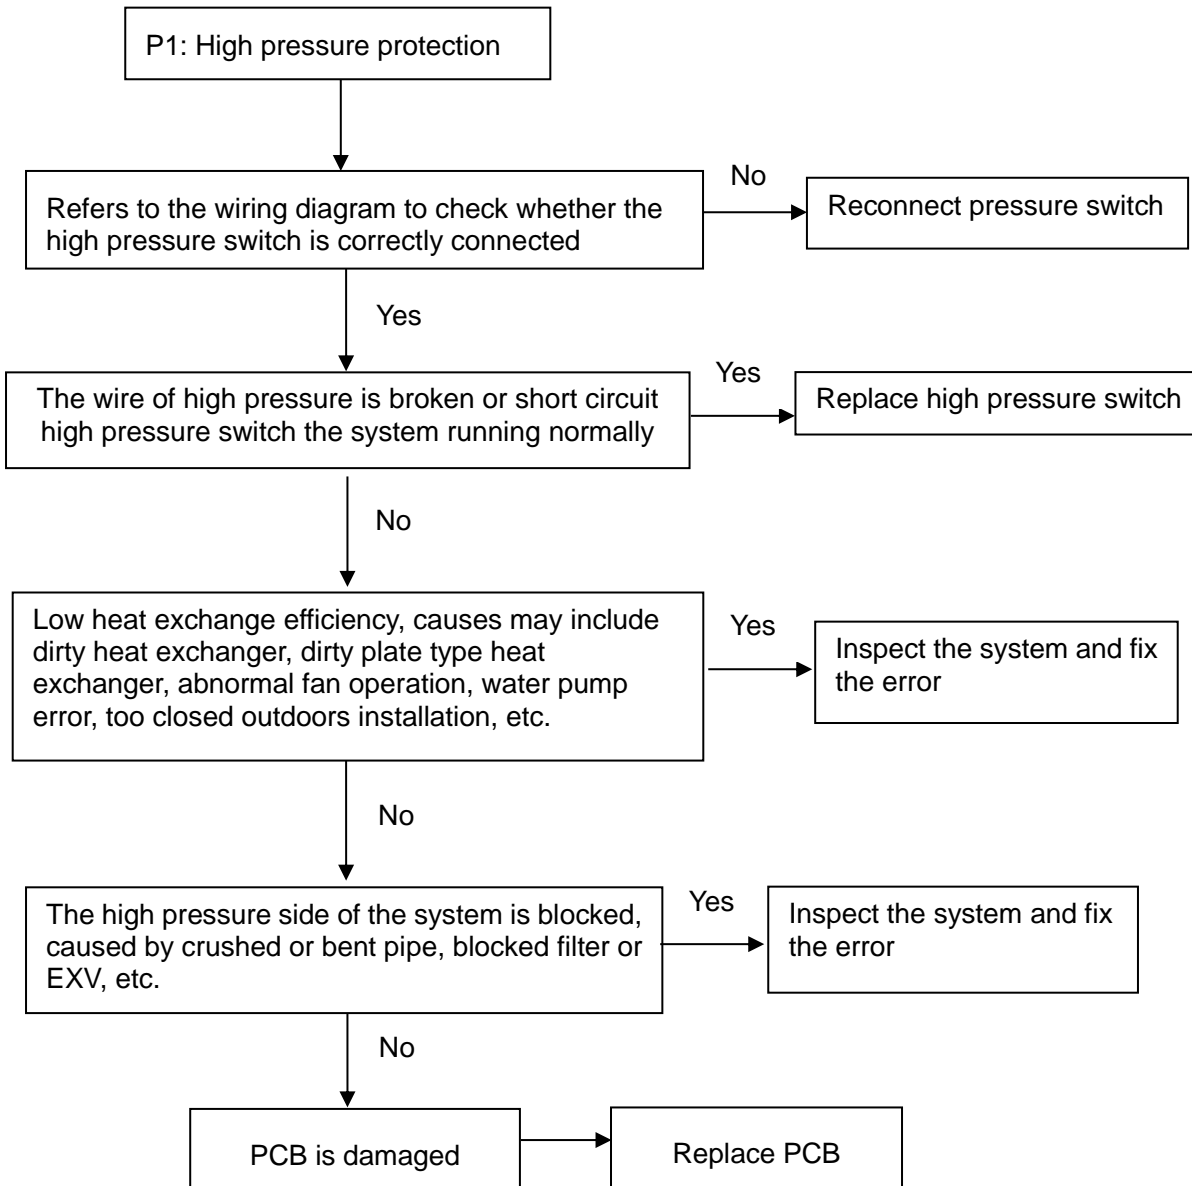 P1: High pressure protection
Refers to the wiring diagram to check whether the
high pressure switch is correctly connected
No
Reconnect pressure switch
Yes
The wire of high pressure is broken or short circuit
high pressure switch the system running normally
Yes
Replace high pressure switch
No
Low heat exchange efficiency, causes may include
dirty heat exchanger, dirty plate type heat
exchanger, abnormal fan operation, water pump
error, too closed outdoors installation, etc.
Yes
Inspect the system and fix
the error
No
The high pressure side of the system is blocked,
caused by crushed or bent pipe, blocked filter or
EXV, etc.
Yes
Inspect the system and fix
the error
No
PCB is damaged
Replace PCB